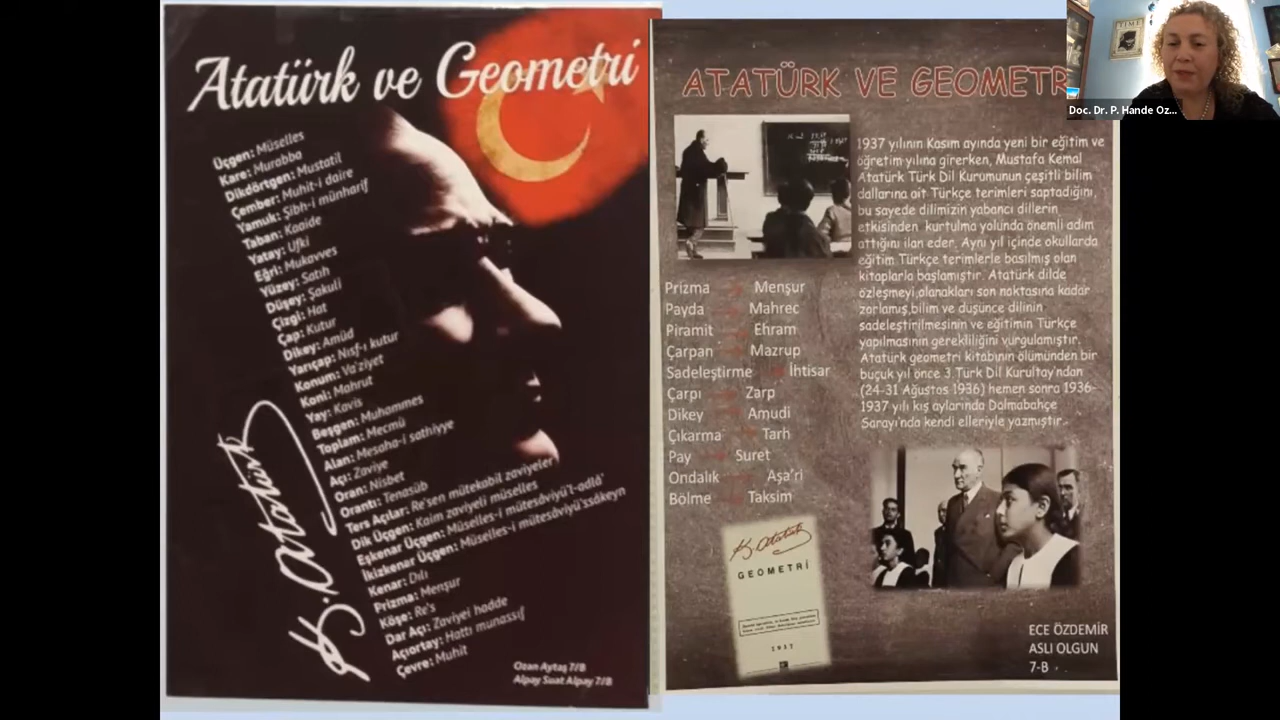 Atatürk ve Geometri
Üçgen: Müselles
Kare: Murabba
Dikdörtgen: Mustatil
Çember: Muhit-i daire
Yamuk: Şibh-i münharif
Taban: Kaaide
Yatay: Ufki
Eğri: Mukavves
Yüzey: Satıh
Düşey: Şakuli
Çizgi: Hat
Çap: Kutur
Dikey: Amüd
Yarıçap: Nısf-ı kutur
Konum: Va'ziyet
Koni: Mahrut
Yay: Kavis
Beşgen: Muhammes
Toplam: Mecmü
Alan: Mesaha-i sathiyye
Açı: Zaviye
Oran: Nisbet
Orantı: Tenasüb
Ters Açılar: Re'sen mütekabil zaviyeler
Dik Üçgen: Kaim zaviyeli müselles
Eşkenar Üçgen: Müselles-i mütesâviyü'l-adlâ'
İkizkenar Üçgen: Müselles-i mütesâviyü'ssâkeyn
Kenar: Dılı
Prizma: Menşur
Köşe: Re's
Dar Açı: Zaviyei hadde
Açıortay: Hattı munassıf
Çevre: Muhit
K. Atatürk
Ozan Aytaş 7/B
Alpay Suat Alpay 7/B
ATATÜRK VE GEOMETR
1937 yılının Kasım ayında yeni bir eğitim ve
öğretim yılına girerken, Mustafa Kemal
Atatürk Türk Dil Kurumunun çeşitli bilim
dallarına ait Türkçe terimleri saptadığını,
bu sayede dilimizin yabancı dillerin
etkisinden kurtulma yolunda önemli adım
attığını ilan eder. Aynı yıl içinde okullarda
eğitim Türkçe terimlerle basılmış olan
kitaplarla başlamıştır. Atatürk dilde
özleşmeyi,olanakları son noktasına kadar
zorlamış,bilim ve düşünce dilinin
sadeleştirilmesinin ve eğitimin Türkçe
yapılmasının gerekliliğini vurgulamıştır.
Atatürk geometri kitabının ölümünden bir
buçuk yıl önce 3.Türk Dil Kurultay'ndan
(24-31 Ağustos 1936) hemen sonra 1936-
1937 yılı kış aylarında Dolmabahçe
Sarayı'nda kendi elleriyle yazmıştır.
Prizma Menşur
Payda Mahrec
Piramit Ehram
Çarpan Mazrup
Sadeleştirme İhtisar
Çarpı Zarp
Dikey Amudi
Çıkarma Tarh
Pay Suret
Ondalık Aşa'ri
Bölme Taksim
K. Atatürk
GEOMETRİ
1937
ECE ÖZDEMİR
ASLI OLGUN
7-B
TIME
Doc. Dr. P. Hande Oz...